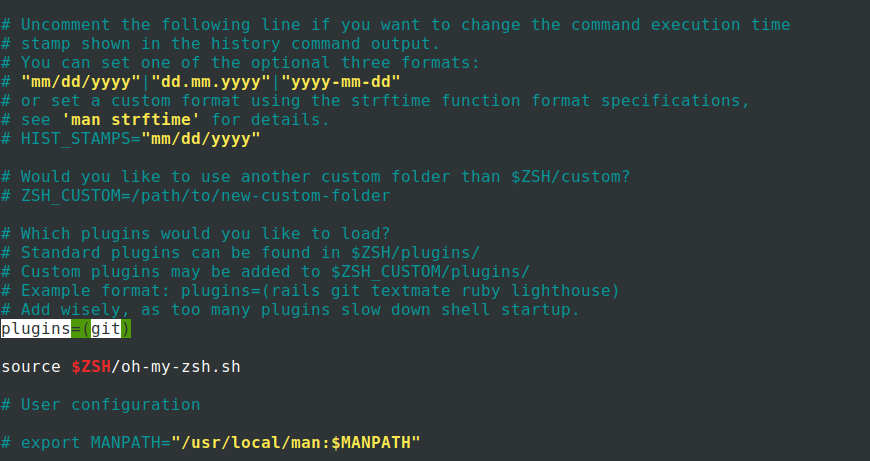 # Uncomment the following line if you want to change the command execution time
# stamp shown in the history command output.
# You can set one of the optional three formats:
# "mm/dd/yyyy"|"dd.mm.yyyy"|"yyyy-mm-dd"
# or set a custom format using the strftime function format specifications,
# see 'man strftime' for details.
# HIST_STAMPS="mm/dd/yyyy"
# Would you like to use another custom folder than $ZSH/custom?
# ZSH_CUSTOM=/path/to/new-custom-folder
# Which plugins would you like to load?
# Standard plugins can be found in $ZSH/plugins/
# Custom plugins may be added to $ZSH_CUSTOM/plugins/
# Example format: plugins=(rails git textmate ruby lighthouse)
# Add wisely, as too many plugins slow down shell startup.
plugins=(git)
source $ZSH/oh-my-zsh.sh
# User configuration
# export MANPATH="/usr/local/man:$MANPATH"